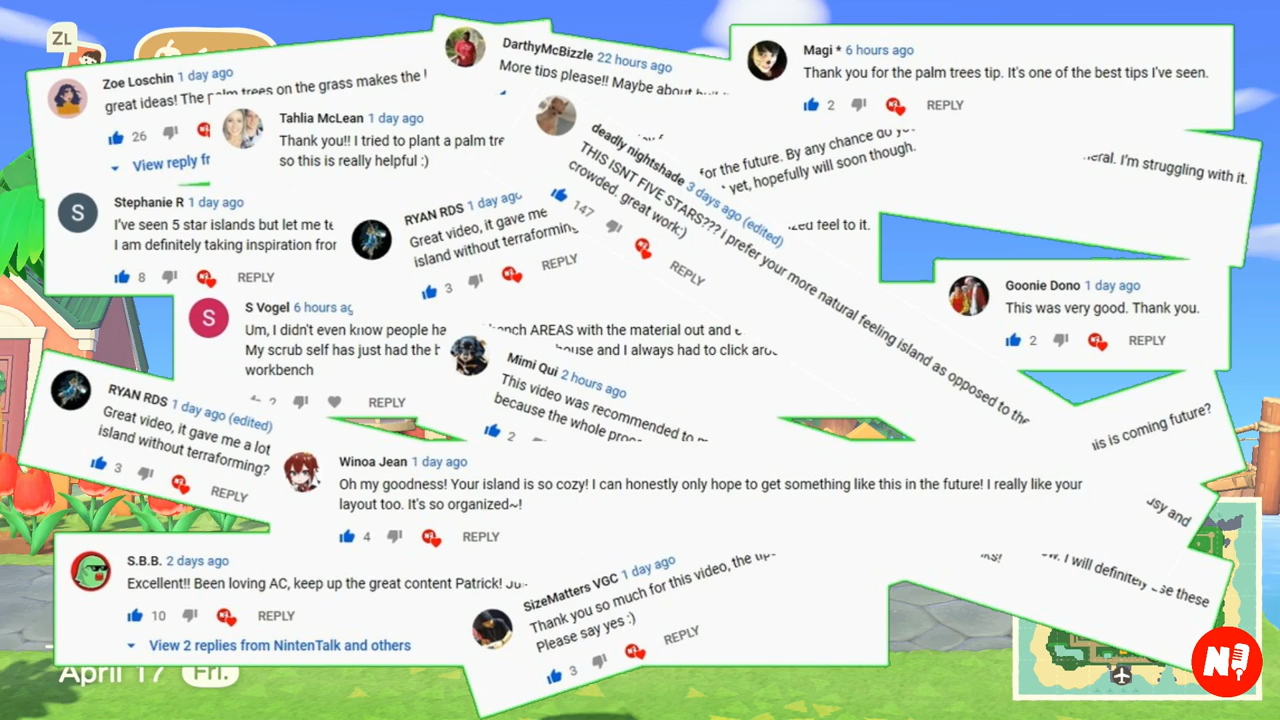 ZL
Zoe Loschin 1 day ago
great ideas! The palm trees on the grass makes the
26
View reply fr
Tahlia McLean 1 day ago
Thank you!! I tried to plant a palm tre
so this is really helpful :)
DarthyMcBizzle 22 hours ago
More tips please!! Maybe about
Magi * 6 hours ago
Thank you for the palm trees tip. It's one of the best tips I've seen.
2 REPLY
deadly nightshade 3 days ago (edited)
THIS ISNT FIVE STARS??? i prefer your more natural feeling island as opposed to the
crowded, great work:)
147 REPLY
for the future. By any chance do
yet, hopefully will soon though.
I'm struggling with it.
feel to it.
Stephanie R 1 day ago
I've seen 5 star islands but let me te
I am definitely taking inspiration from
8 REPLY
RYAN RDS 1 day ago
Great video, it gave me
island without terraforming
3 REPLY
Goonie Dono 1 day ago
This was very good. Thank you.
2 REPLY
S Vogel 6 hours ag
Um, I didn't even know people ha
AREAS with the material out and
My scrub self has just had the
house and I always had to click
workbench
2 REPLY
Mimi Qui 2 hours ago
This video was recommended to
because the whole
2
RYAN RDS 1 day ago (edited)
Great video, it gave me a lot
island without terraforming?
3 REPLY
is coming future?
Winoa Jean 1 day ago
Oh my goodness! Your island is so cozy! I can honestly only hope to get something like this in the future! I really like your
layout too. It's so organized~!
4 REPLY
and
S.B.B. 2 days ago
Excellent!! Been loving AC, keep up the great content Patrick!
10 REPLY
View 2 replies from NintenTalk and others
SizeMatters VGC 1 day ago
Thank you so much for this video, the
Please say yes :)
3 REPLY
I will definitely use these
April 17 Fri.
N